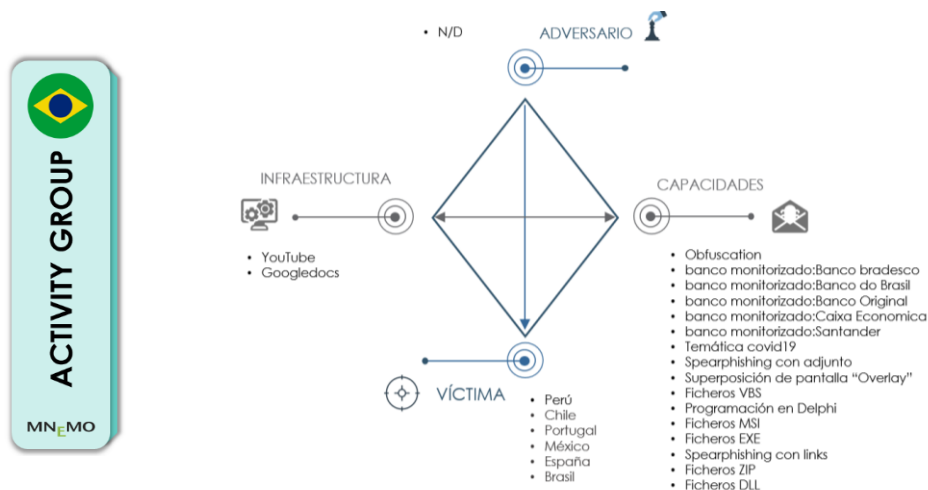 ACTIVITY GROUP
MNEMO
• N/D
ADVERSARIO
INFRAESTRUCTURA
• YouTube
• Googledocs
CAPACIDADES
• Obfuscation
• banco monitorizado:Banco bradesco
• banco monitorizado:Banco do Brasil
• banco monitorizado:Banco Original
• banco monitorizado:Caixa Economica
• banco monitorizado:Santander
• Temática covid19
• Spearphishing con adjunto
• Superposición de pantalla “Overlay”
• Ficheros VBS
• Programación en Delphi
• Ficheros MSI
• Ficheros EXE
• Spearphishing con links
• Ficheros ZIP
• Ficheros DLL
VÍCTIMA
• Perú
• Chile
• Portugal
• México
• España
• Brasil